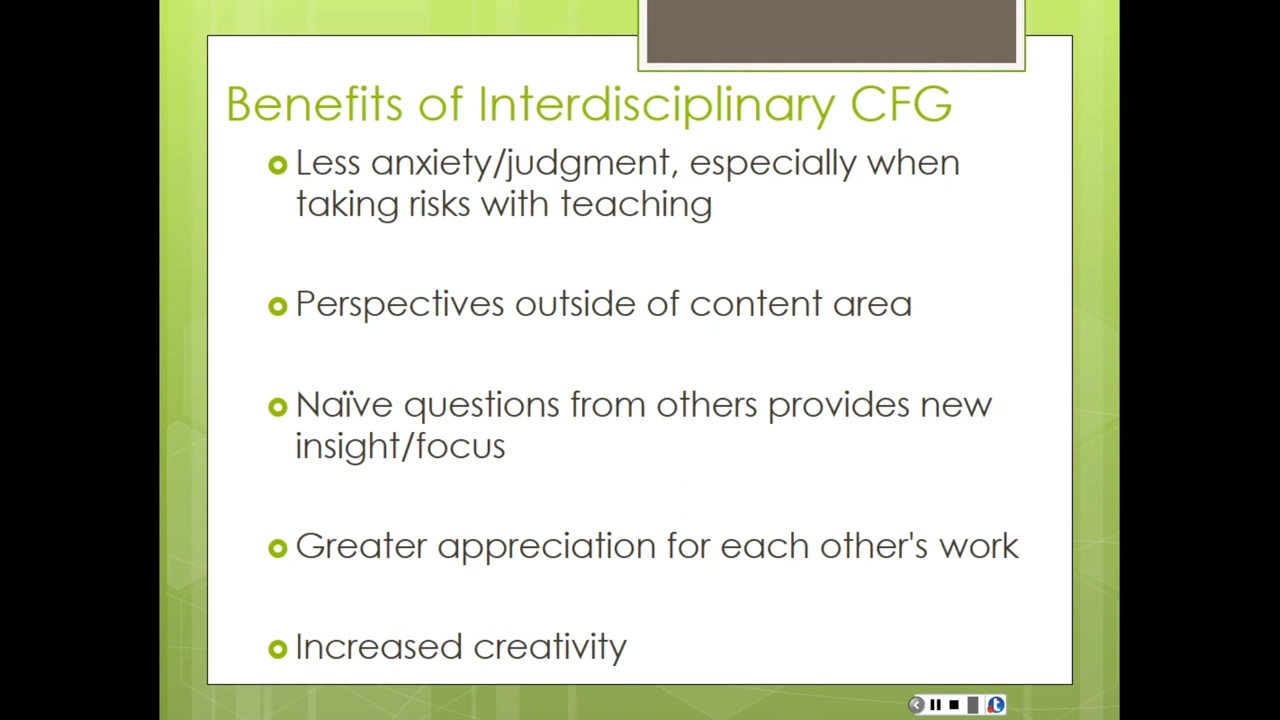 Benefits of Interdisciplinary CFG
Less anxiety/judgment, especially when
taking risks with teaching
Perspectives outside of content area
Naïve questions from others provides new
insight/focus
Greater appreciation for each other's work
Increased creativity